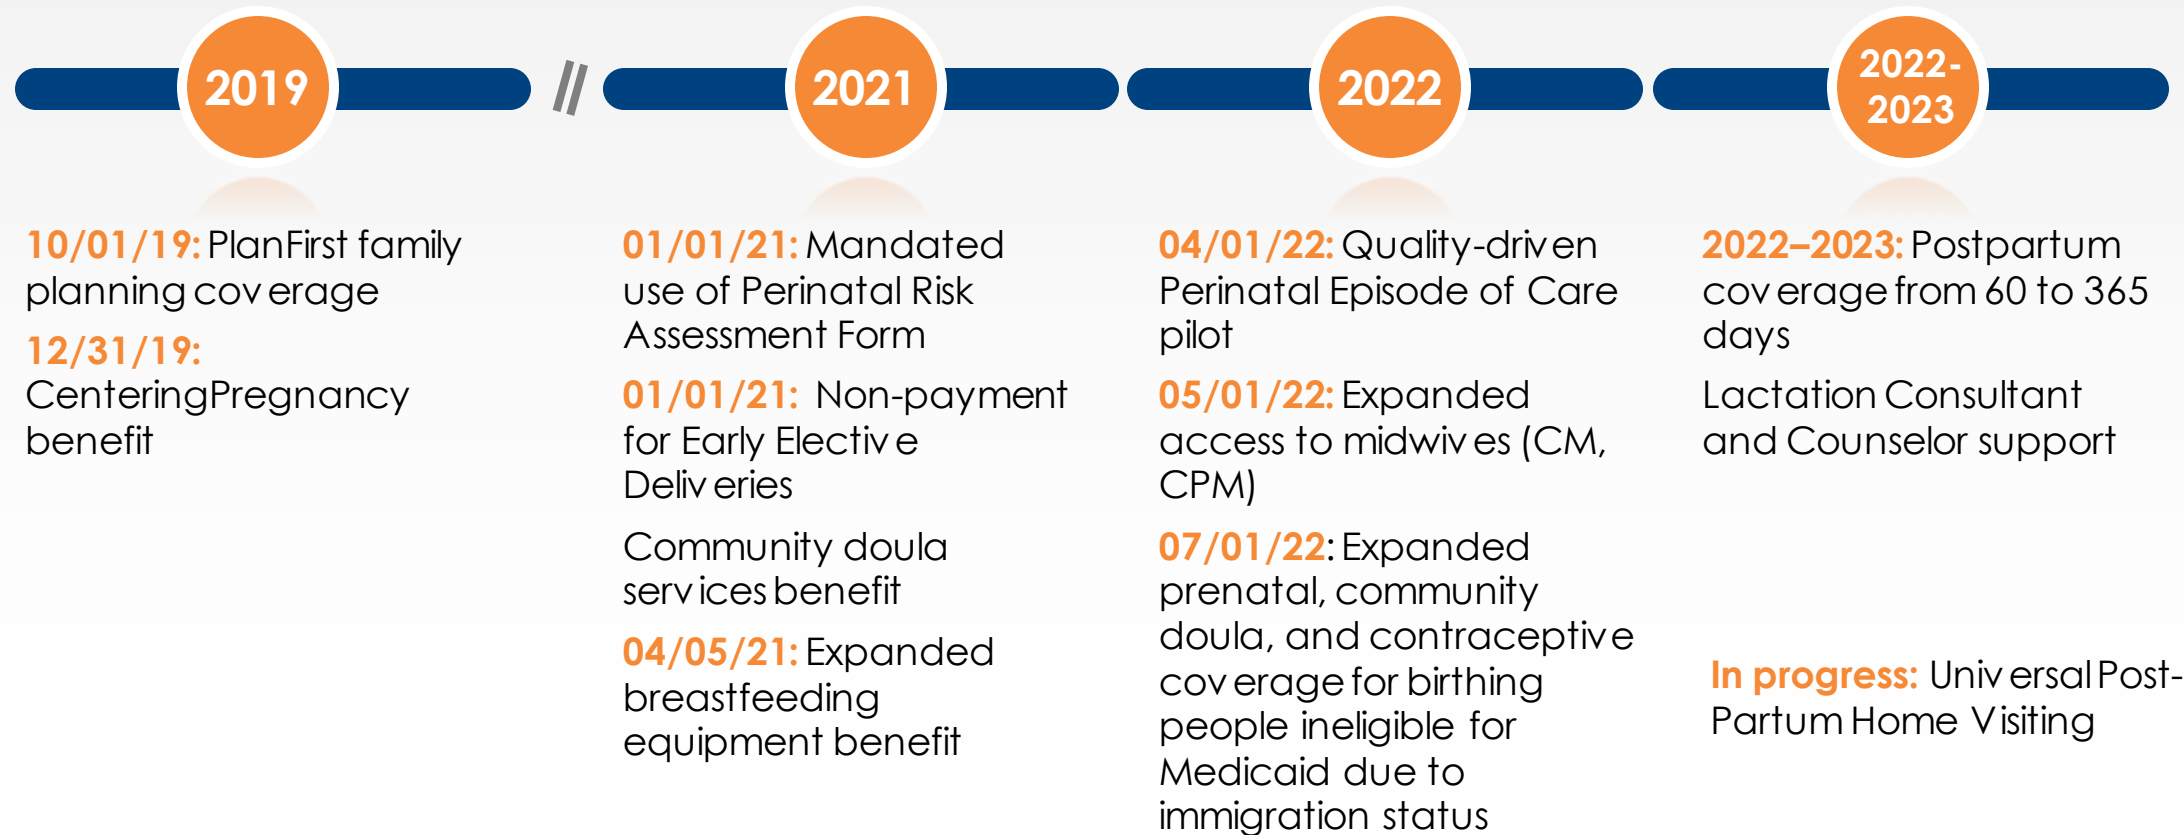 2019
2021
2022
2022-
2023
10/01/19: PlanFirst family
planning coverage
12/31/19:
CenteringPregnancy
benefit
01/01/21: Mandated
use of Perinatal Risk
Assessment Form
01/01/21: Non-payment
for Early Elective
Deliveries
Community doula
services benefit
04/05/21: Expanded
breastfeeding
equipment benefit
04/01/22: Quality-driven
Perinatal Episode of Care
pilot
05/01/22: Expanded
access to midwives (CM,
CPM)
07/01/22: Expanded
prenatal, community
doula, and contraceptive
coverage for birthing
people ineligible for
Medicaid due to
immigration status
2022–2023: Postpartum
coverage from 60 to 365
days
Lactation Consultant
and Counselor support
In progress: Universal Post-
Partum Home Visiting